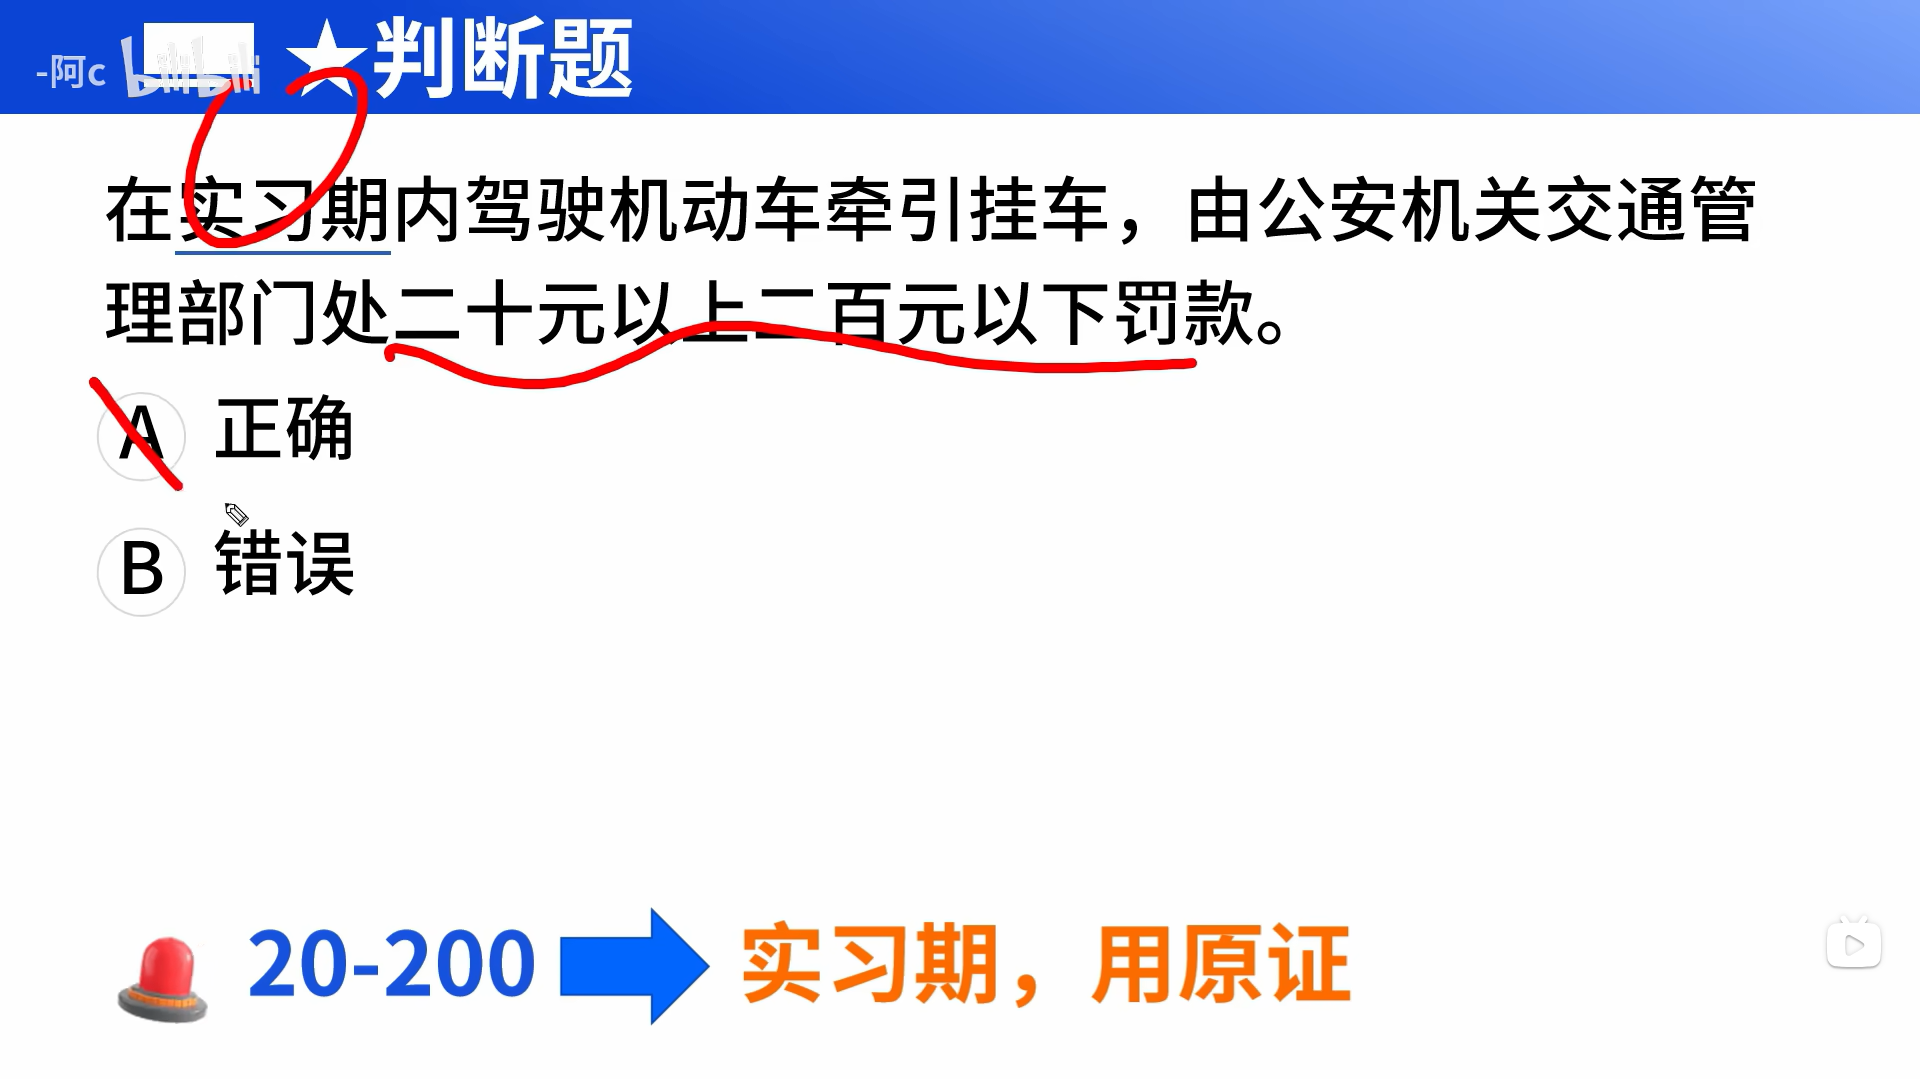 -阿c bilibili ★判断题
在实习期内驾驶机动车牵引挂车，由公安机关交通管
理部门处二十元以上二百元以下罚款。
A 正确
B 错误
20-200 实习期，用原证